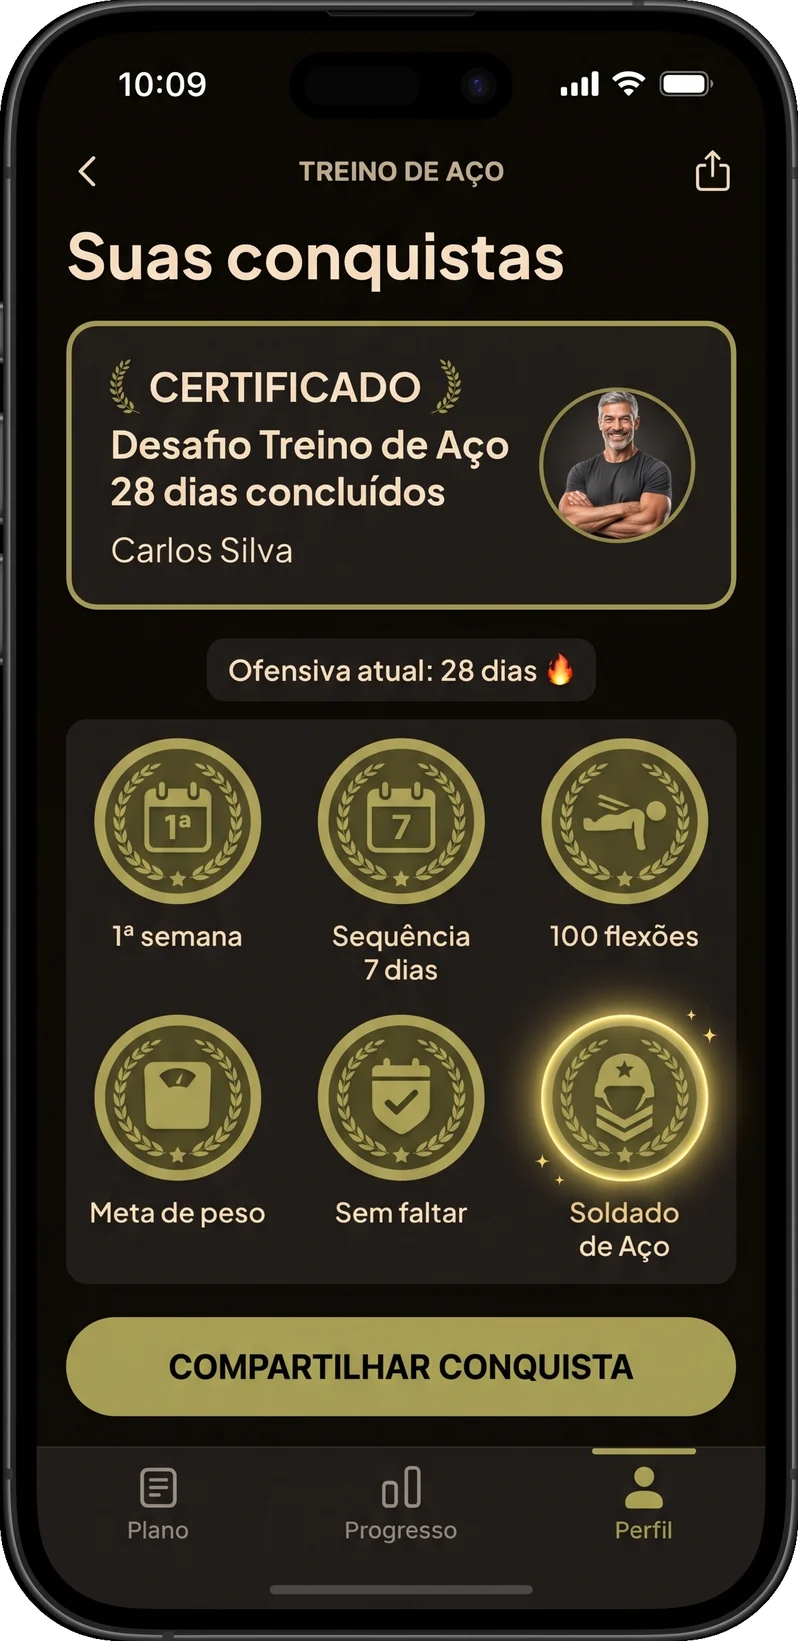 10:09
TREINO DE AÇO
Suas conquistas
CERTIFICADO
Desafio Treino de Aço
28 dias concluídos
Carlos Silva
Ofensiva atual: 28 dias 🔥
1ª
7
1ª semana
Sequência
7 dias
100 flexões
Meta de peso
Sem faltar
Soldado
de Aço
COMPARTILHAR CONQUISTA
Plano
Progresso
Perfil